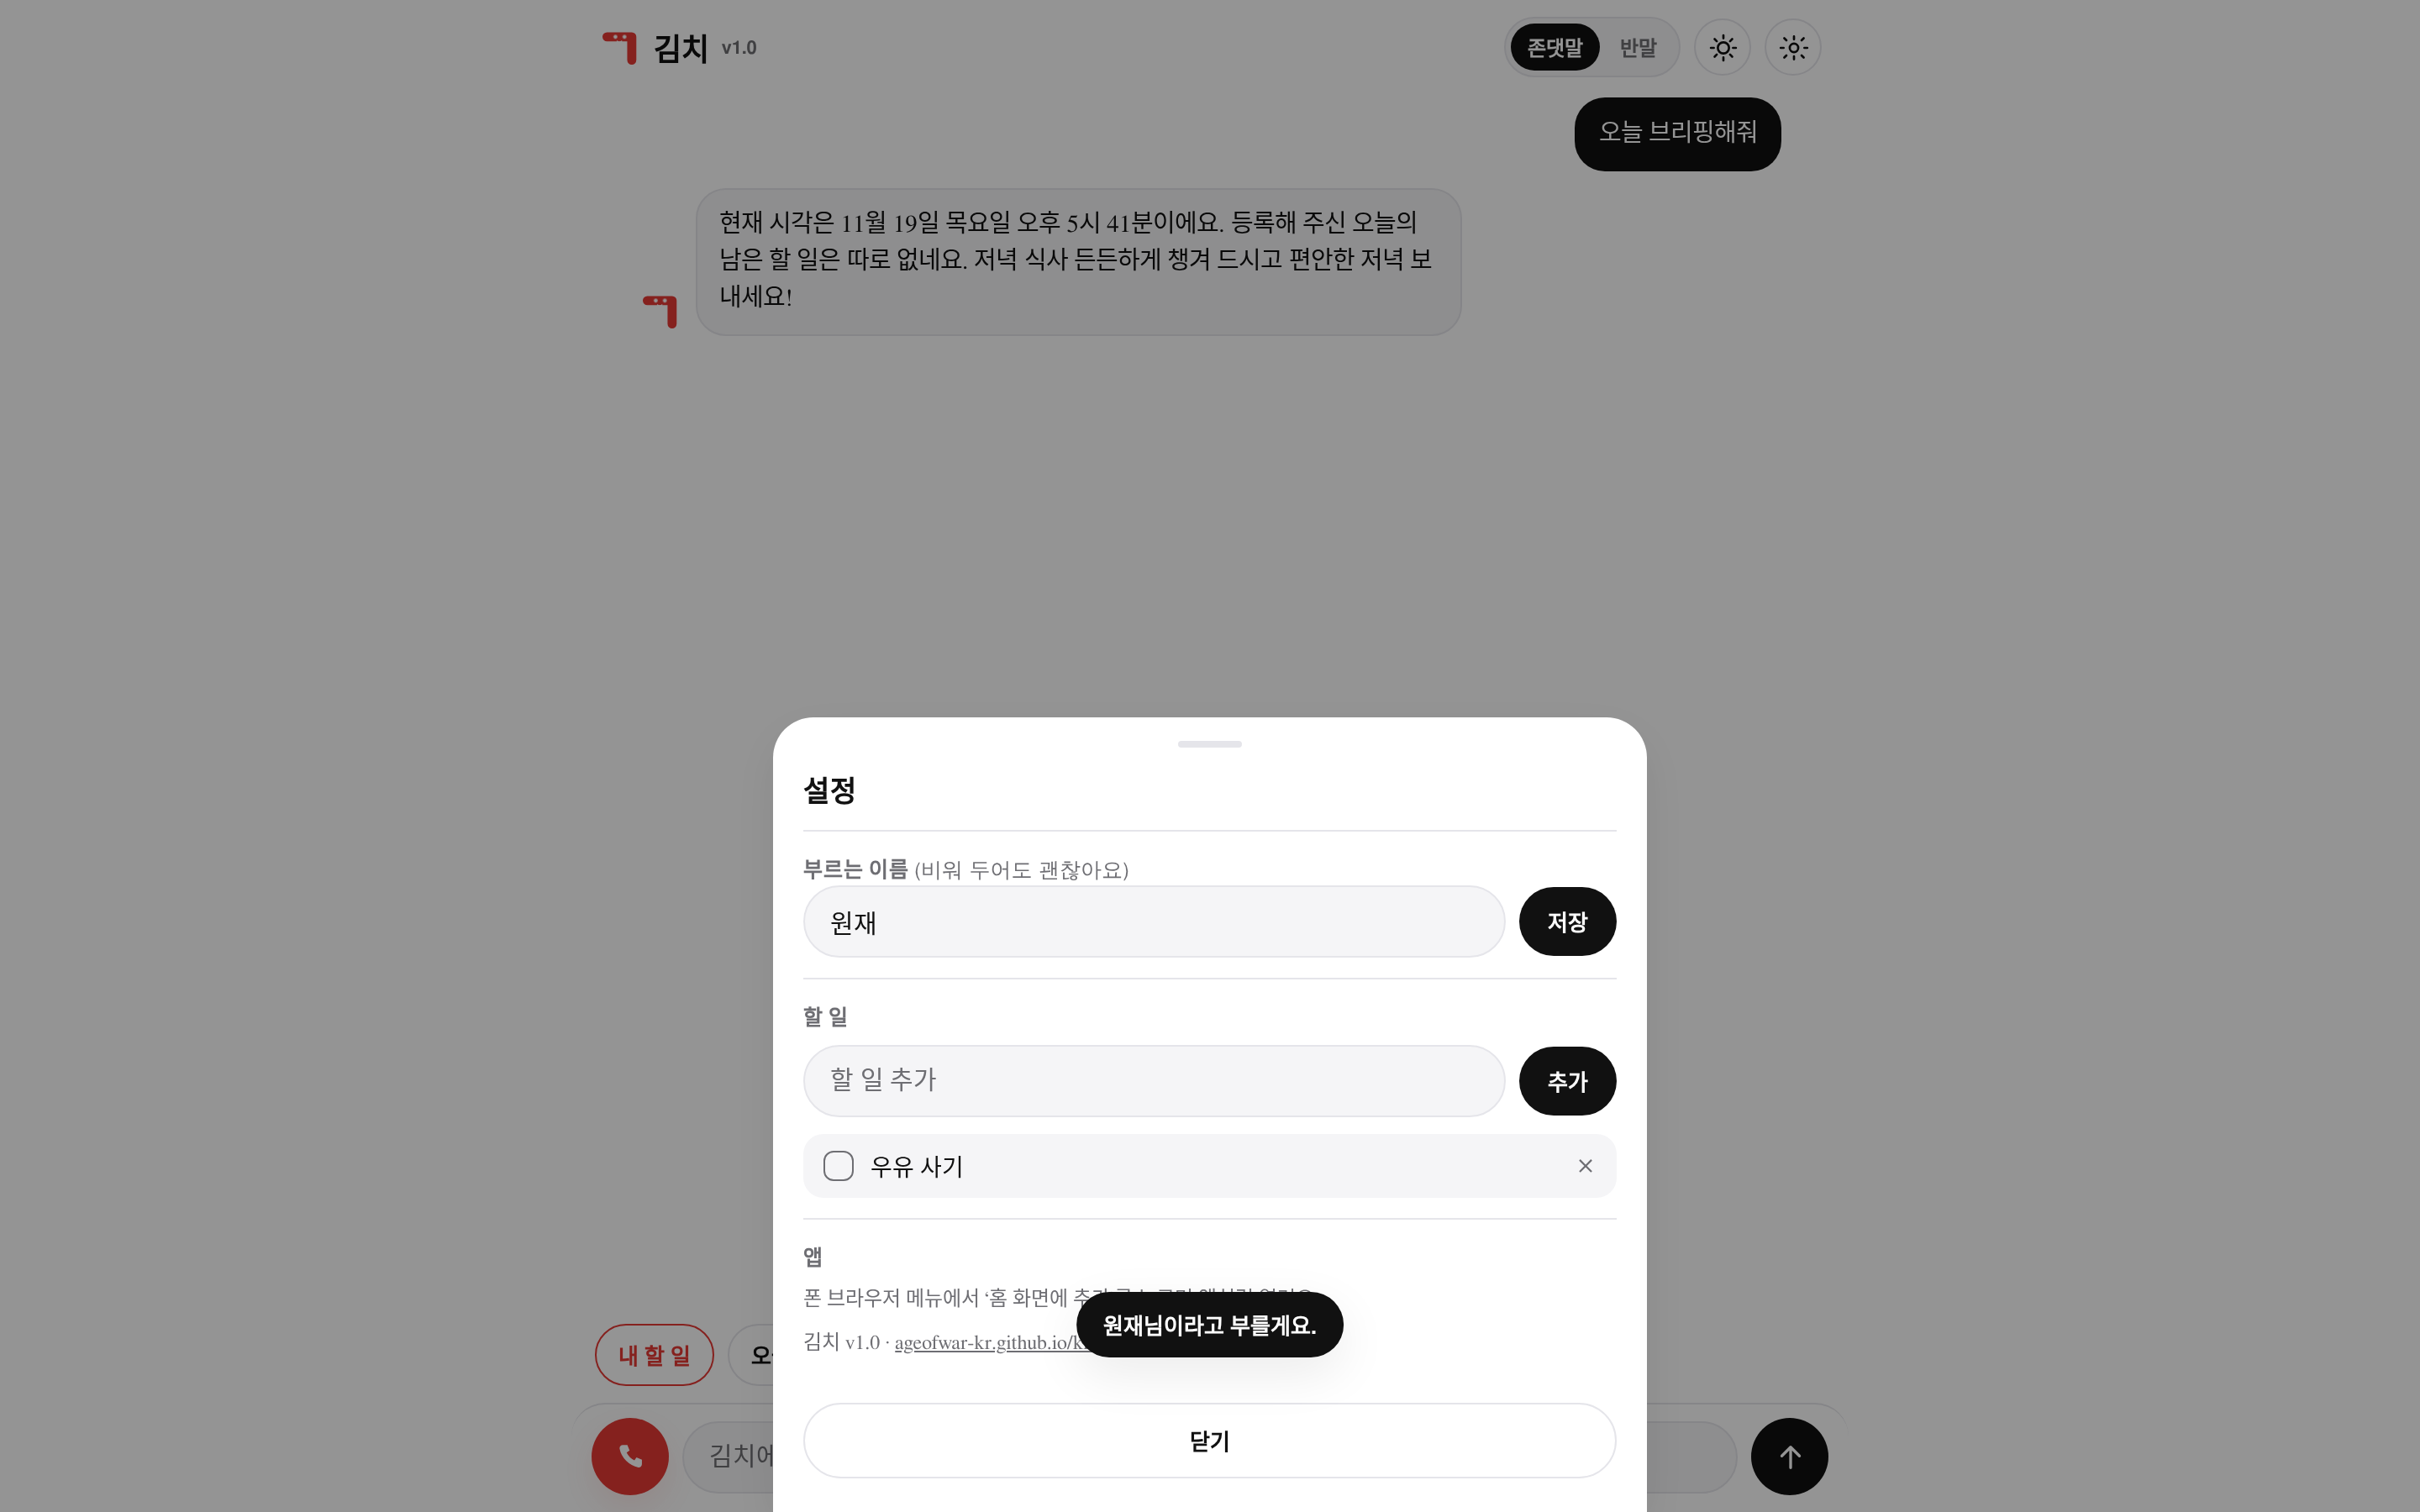 김치 v1.0
존댓말 반말
오늘 브리핑해줘
현재 시각은 11월 19일 목요일 오후 5시 41분이에요. 등록해 주신 오늘의
남은 할 일은 따로 없네요. 저녁 식사 든든하게 챙겨 드시고 편안한 저녁 보
내세요!
설정
부르는 이름 (비워 두어도 괜찮아요)
원재
저장
할 일
할 일 추가
추가
우유 사기
앱
폰 브라우저 메뉴에서 ‘홈 화면에
원재님이라고 부를게요.
김치 v1.0 · ageofwar-kr.github.io/
내 할 일
닫기